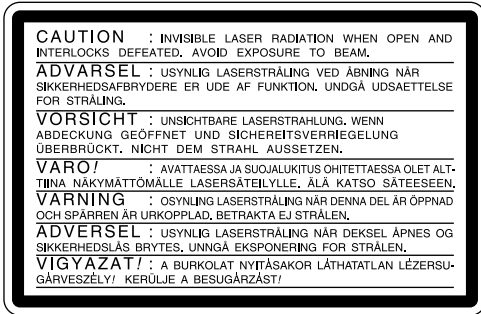 CAUTION : INVISIBLE LASER RADIATION WHEN OPEN AND
INTERLOCKS DEFEATED. AVOID EXPOSURE TO BEAM.
ADVARSEL : USYNLIG LASERSTRÅLING VED ÅBNING NÅR
SIKKERHEDSAFBRYDERE ER UDE AF FUNKTION. UNDGÅ UDSAETTELSE
FOR STRÅLING.
VORSICHT : UNSICHTBARE LASERSTRAHLUNG. WENN
ABDECKUNG GEÖFFNET UND SICHEREITSVERRIEGELUNG
ÜBERBRÜCKT. NICHT DEM STRAHL AUSSETZEN.
VARO! : AVATTAESSA JA SUOJALUKITUS OHITETTAESSA OLET ALT-
TIINA NÄKYMÄTTÖMÄLLE LASERSÄTEILYLLE. ÄLÄ KATSO SÄTEESEEN.
VARNING : OSYNLING LASERSTRÅLING NÄR DENNA DEL ÄR ÖPPNAD
OCH SPÄRREN ÄR URKOPPLAD. BETRAKTA EJ STRÅLEN.
ADVERSEL : USYNLIG LASERSTRÅLING NÅR DEKSEL ÅPNES OG
SIKKERHEDSLÅS BRYTES. UNNGÅ EKSPONERING FOR STRÅLEN.
VIGYAZAT! : A BURKOLAT NYITÁSAKOR LÁTHATATLAN LÉZERSU-
GÁRVESZÉLY! KERÜLJE A BESUGÁRZÁST!